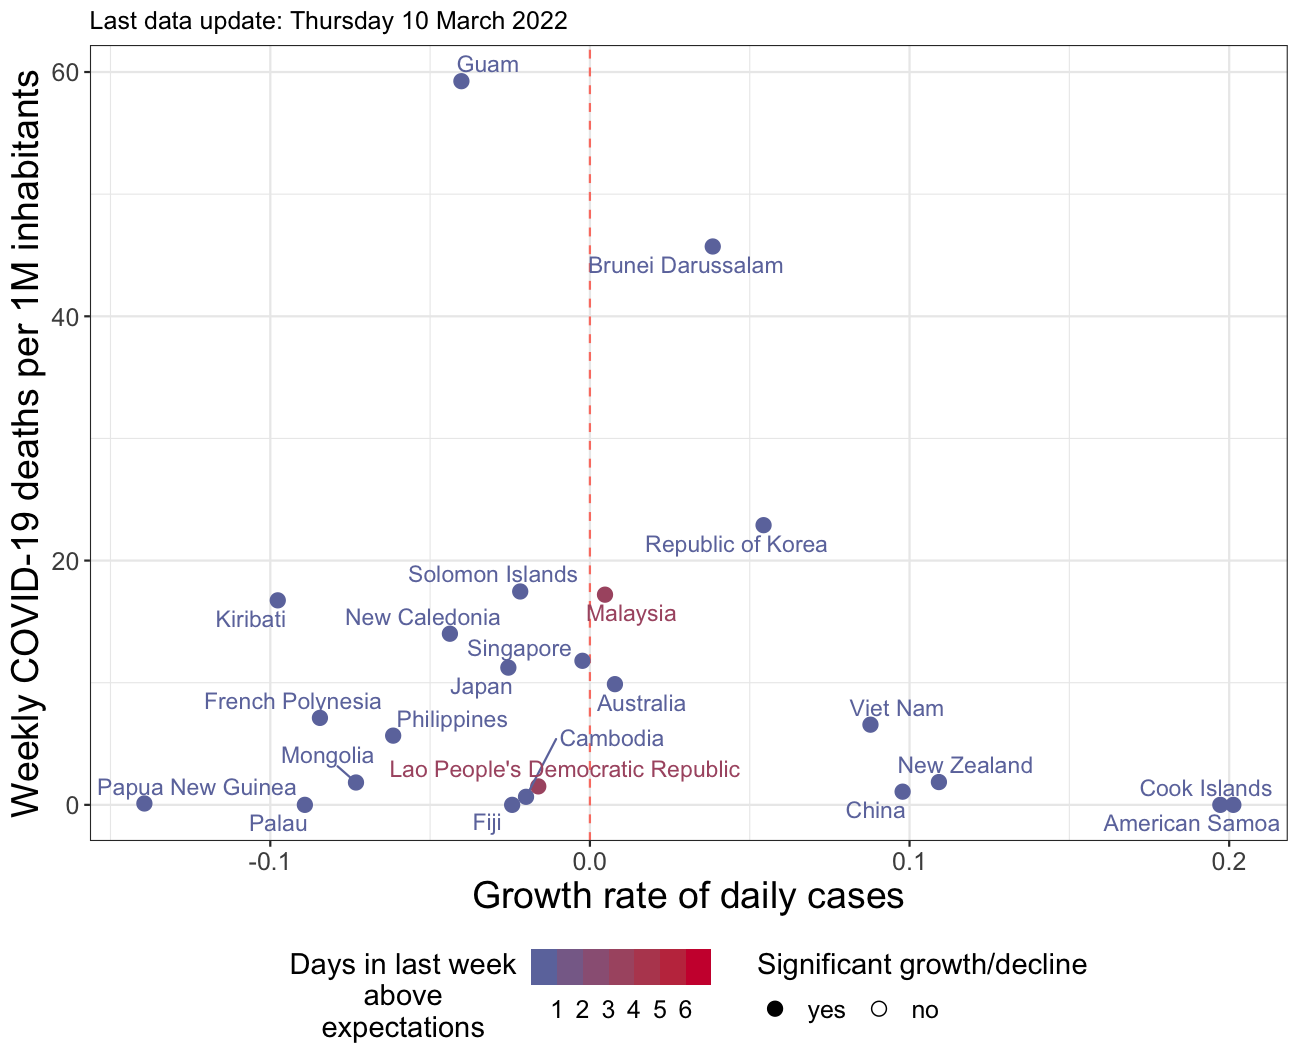 Last data update: Thursday 10 March 2022
Weekly COVID-19 deaths per 1M inhabitants
60
40
20
0
Guam
Brunei Darussalam
Republic of Korea
Solomon Islands
Kiribati
New Caledonia
Malaysia
Singapore
Japan
French Polynesia
Australia
Philippines
Viet Nam
Cambodia
Mongolia
Lao People's Democratic Republic
New Zealand
Papua New Guinea
Cook Islands
China
Palau
Fiji
American Samoa
-0.1
0.0
0.1
0.2
Growth rate of daily cases
Days in last week
above
expectations
1 2 3 4 5 6
Significant growth/decline
yes no